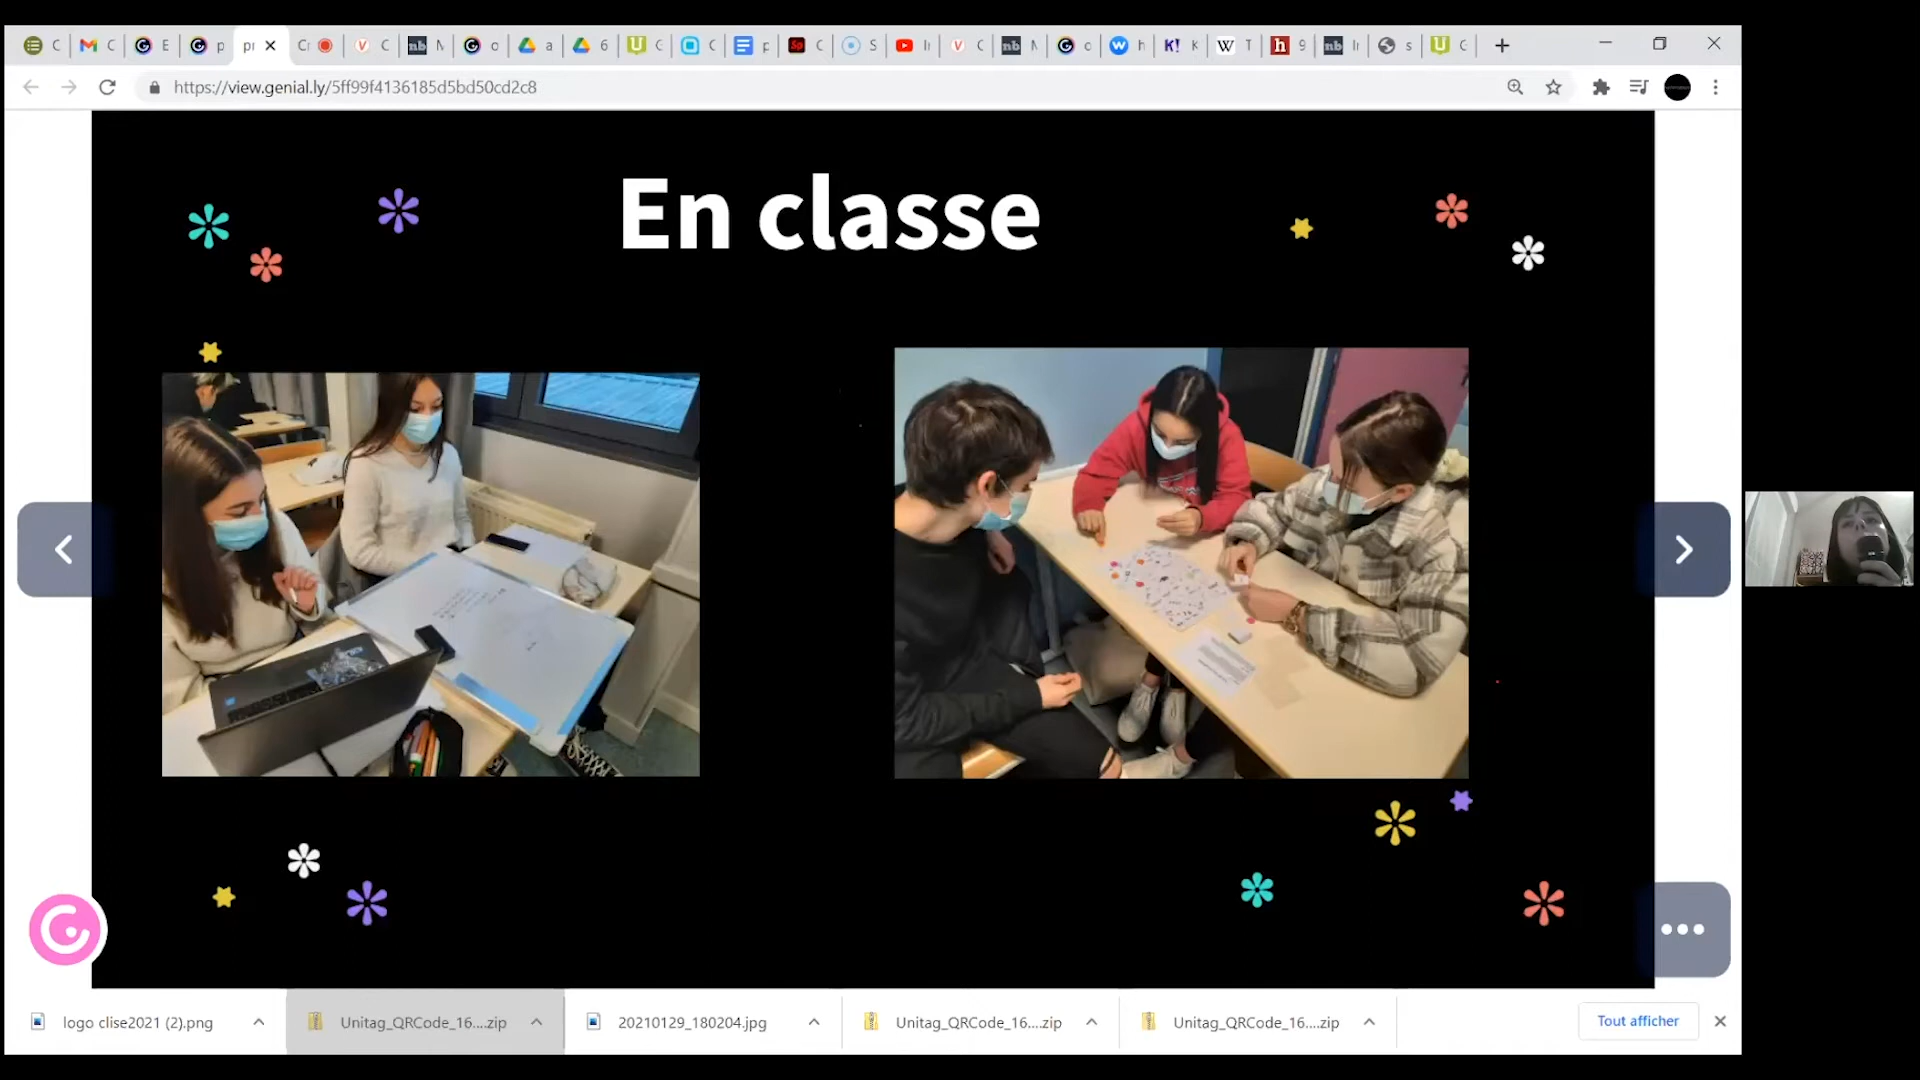 https://view.genial.ly/5ff99f4136185d5bd50cd2c8
En classe
logo clise2021 (2).png
Unitag_QRCode_16....zip
20210129_180204.jpg
Unitag_QRCode_16....zip
Unitag_QRCode_16....zip
Tout afficher